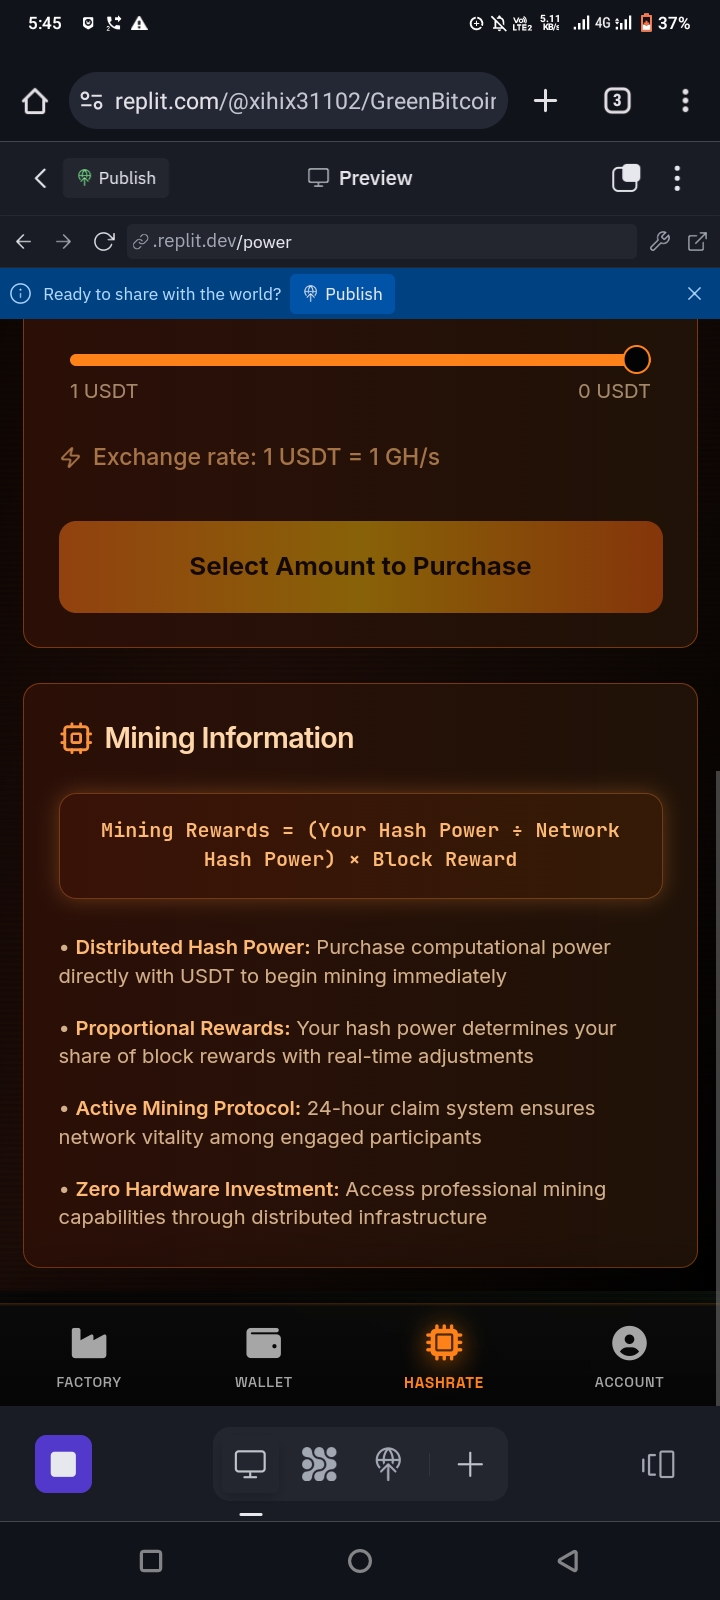 5:45
Vo)
LTE2
5.11
KB/s
4G
37%
replit.com/@xihix31102/GreenBitcoin
3
Publish
Preview
.replit.dev/power
Ready to share with the world?
Publish
1 USDT
0 USDT
Exchange rate: 1 USDT = 1 GH/s
Select Amount to Purchase
Mining Information
Mining Rewards = (Your Hash Power ÷ Network
Hash Power) × Block Reward
• Distributed Hash Power: Purchase computational power
directly with USDT to begin mining immediately
• Proportional Rewards: Your hash power determines your
share of block rewards with real-time adjustments
• Active Mining Protocol: 24-hour claim system ensures
network vitality among engaged participants
• Zero Hardware Investment: Access professional mining
capabilities through distributed infrastructure
FACTORY
WALLET
HASHRATE
ACCOUNT